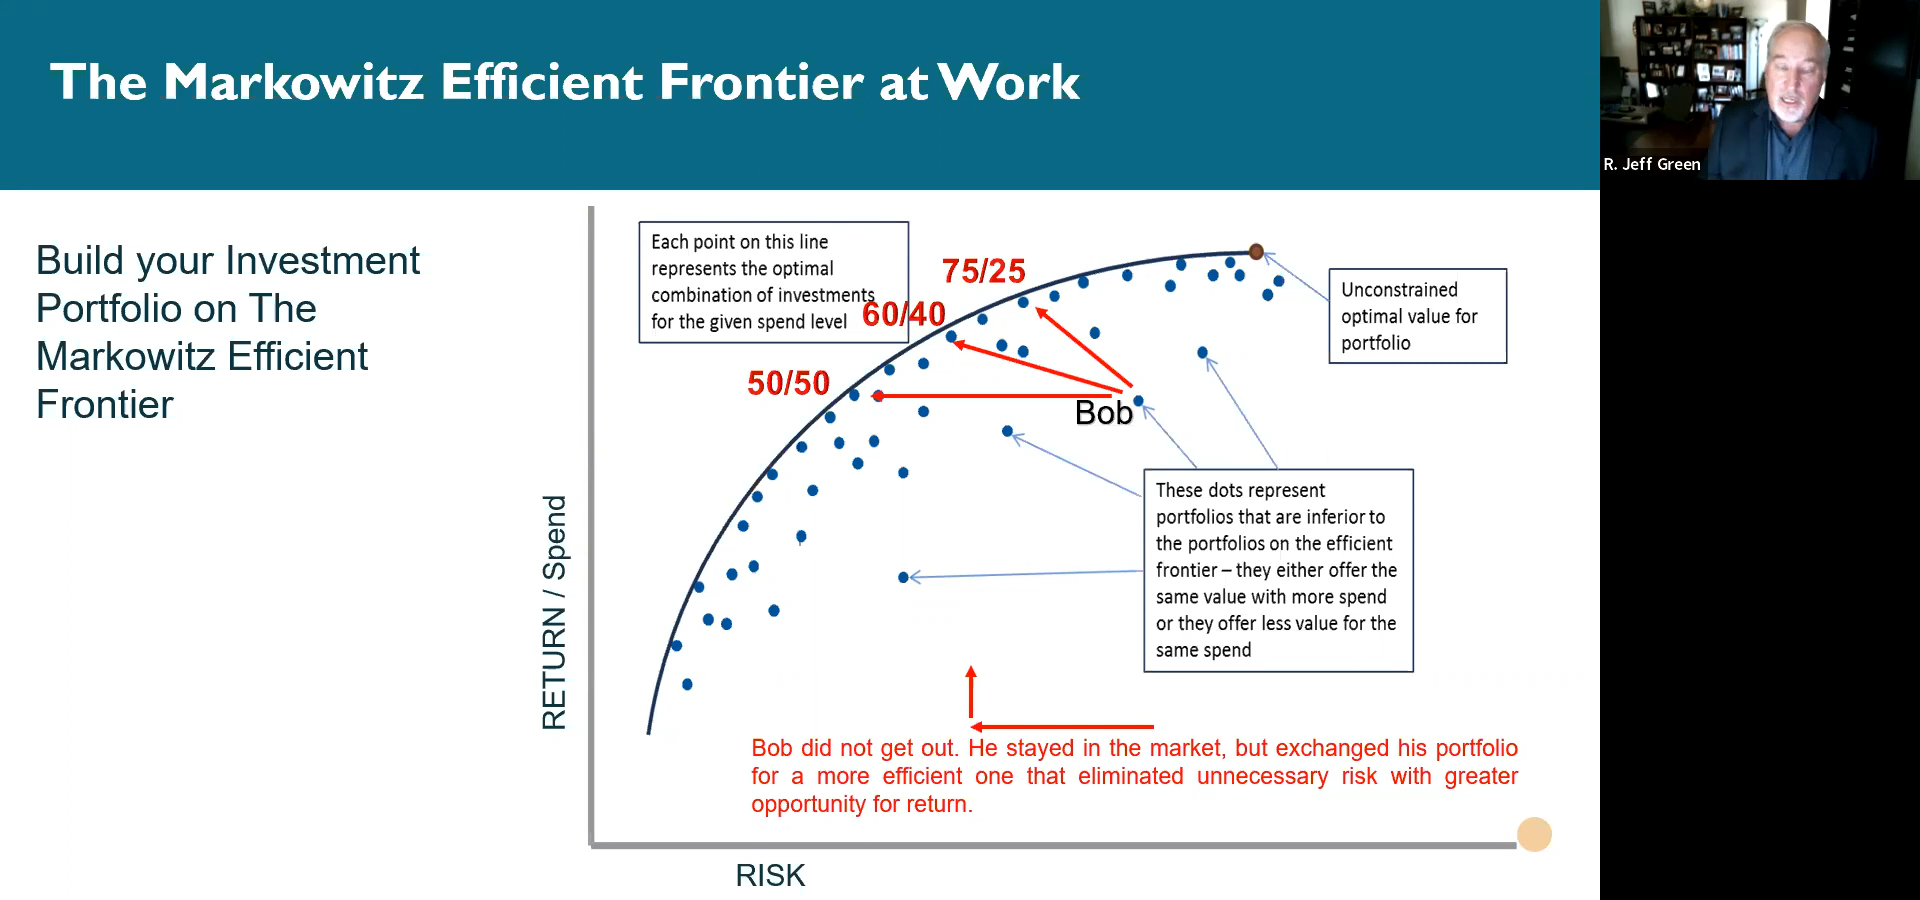 The Markowitz Efficient Frontier at Work
R. Jeff Green
Build your Investment
Portfolio on The
Markowitz Efficient
Frontier
Each point on this line
represents the optimal
combination of investments
for the given spend level
75/25
60/40
50/50
Unconstrained
optimal value for
portfolio
Bob
These dots represent
portfolios that are inferior to
the portfolios on the efficient
frontier – they either offer the
same value with more spend
or they offer less value for the
same spend
RETURN / Spend
Bob did not get out. He stayed in the market, but exchanged his portfolio
for a more efficient one that eliminated unnecessary risk with greater
opportunity for return.
RISK